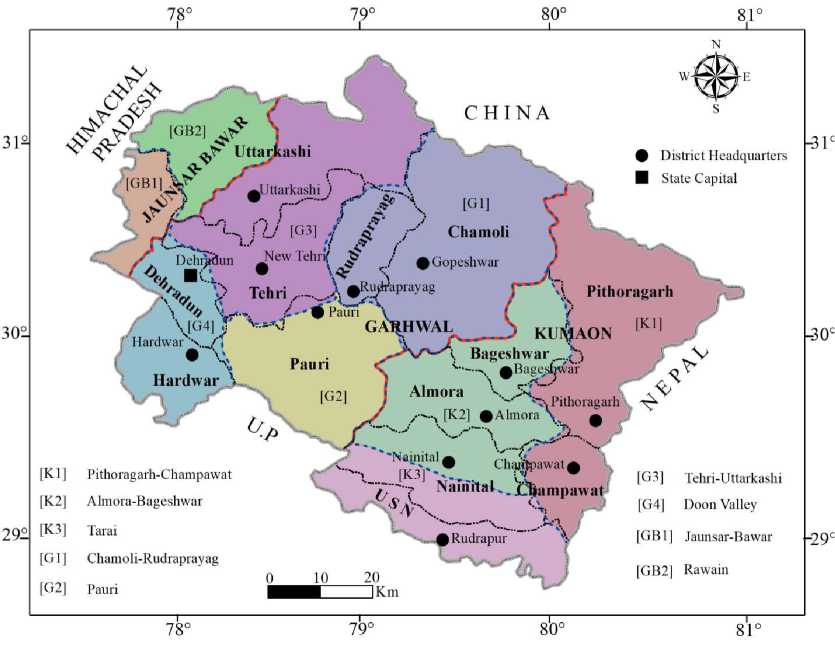 78°
79°
80°
81°
HIMACHAL
PRADESH
CHINA
N
W
E
S
31°
31°
[GB2]
JAUNSAR BAWAR
Uttarkashi
District Headquarters
State Capital
[GB1]
Uttarkashi
[G1]
Chamoli
[G3]
Rudraprayag
Dehradun
New Tehri
Gopeshwar
Dehradun
Tehri
Rudraprayag
Pithoragarh
[K1]
Pauri
GARHWAL
KUMAON
30°
30°
[G4]
Hardwar
Hardwar
Pauri
[G2]
Bageshwar
Bageshwar
Almora
NEPAL
[K2]
Almora
Pithoragarh
U.P
Nainital
[K3]
Nainital
Champawat
Champawat
USN
Rudrapur
29°
29°
[K1] Pithoragarh-Champawat
[K2] Almora-Bageshwar
[K3] Tarai
[G1] Chamoli-Rudraprayag
[G2] Pauri
[G3] Tehri-Uttarkashi
[G4] Doon Valley
[GB1] Jaunsar-Bawar
[GB2] Rawain
0 10 20
Km
78°
79°
80°
81°